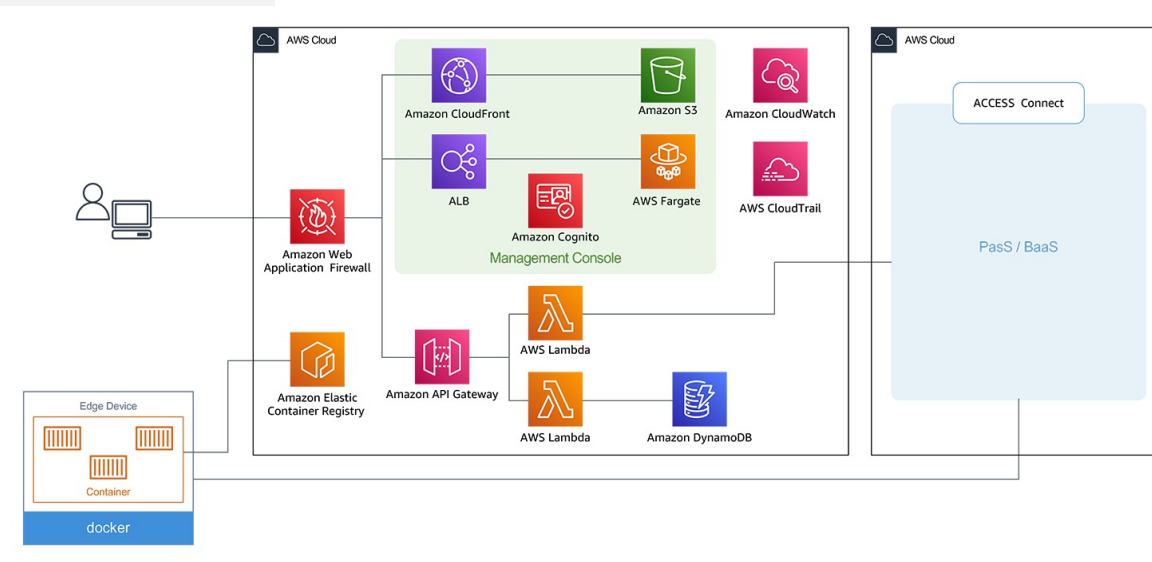 AWS Cloud
AWS Cloud
ACCESS Connect
Amazon CloudFront
Amazon S3
Amazon CloudWatch
ALB
AWS Fargate
AWS CloudTrail
Amazon Cognito
Management Console
PasS / BaaS
Amazon Web
Application Firewall
AWS Lambda
Amazon API Gateway
Amazon Elastic
Container Registry
AWS Lambda
Amazon DynamoDB
Edge Device
Container
docker